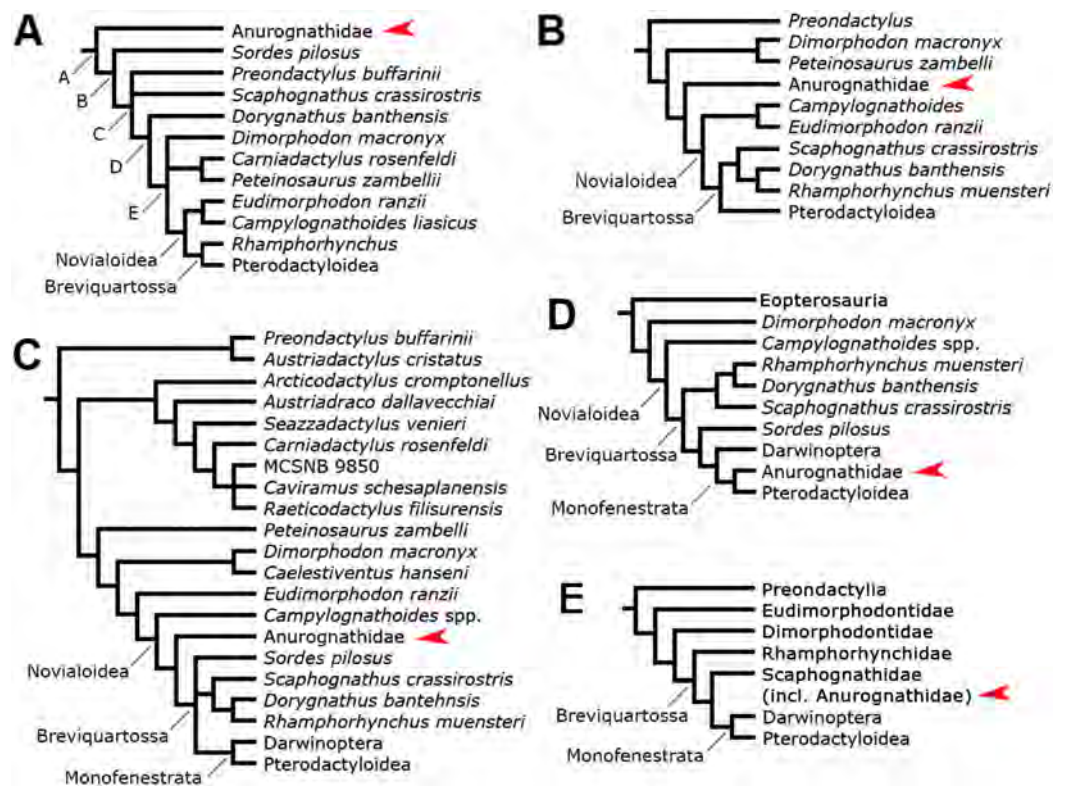 A
Anurognathidae
Sordes pilosus
Preondactylus buffarinii
Scaphognathus crassirostris
Dorygnathus banthensis
Dimorphodon macronyx
Carniadactylus rosenfeldi
Peteinosaurus zambellii
Eudimorphodon ranzii
Campylognathoides liasicus
Rhamphorhynchus
Pterodactyloidea
A
B
C
D
E
Novialoidea
Breviquartossa
B
Preondactylus
Dimorphodon macronyx
Peteinosaurus zambelli
Anurognathidae
Campylognathoides
Eudimorphodon ranzii
Scaphognathus crassirostris
Dorygnathus banthensis
Rhamphorhynchus muensteri
Pterodactyloidea
Novialoidea
Breviquartossa
C
Preondactylus buffarinii
Austriadactylus cristatus
Arcticodactylus cromptonellus
Austriadraco dallavecchiai
Seazzadactylus venieri
Carniadactylus rosenfeldi
MCSNB 9850
Caviramus schesaplanensis
Raeticodactylus filisurensis
Peteinosaurus zambelli
Dimorphodon macronyx
Caelestiventus hanseni
Eudimorphodon ranzii
Campylognathoides spp.
Anurognathidae
Sordes pilosus
Scaphognathus crassirostris
Dorygnathus bantehnsis
Rhamphorhynchus muensteri
Darwinoptera
Pterodactyloidea
Novialoidea
Breviquartossa
Monofenestrata
D
Eopterosauria
Dimorphodon macronyx
Campylognathoides spp.
Rhamphorhynchus muensteri
Dorygnathus banthensis
Scaphognathus crassirostris
Sordes pilosus
Darwinoptera
Anurognathidae
Pterodactyloidea
Novialoidea
Breviquartossa
Monofenestrata
E
Preondactylia
Eudimorphodontidae
Dimorphodontidae
Rhamphorhynchidae
Scaphognathidae
(incl. Anurognathidae)
Darwinoptera
Pterodactyloidea
Breviquartossa
Monofenestrata